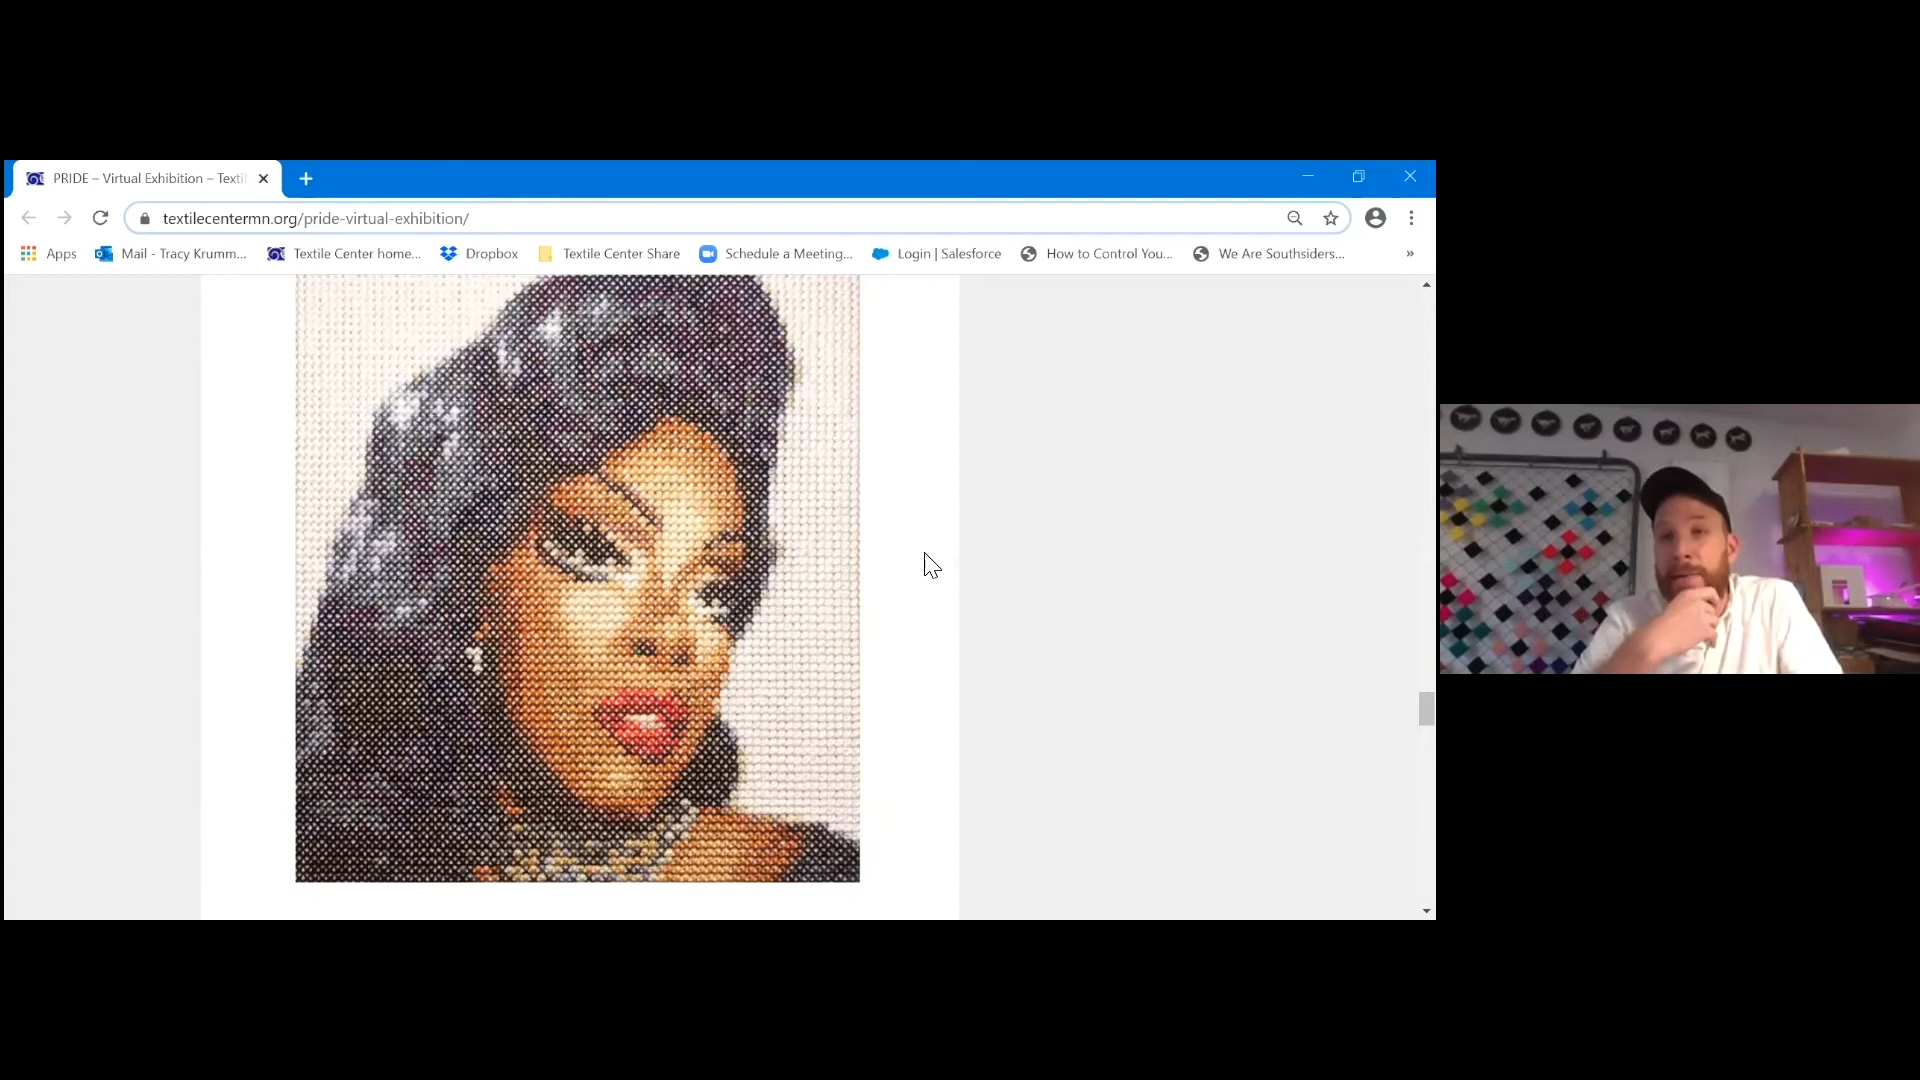 PRIDE – Virtual Exhibition – Texti
textilecentermn.org/pride-virtual-exhibition/
Apps Mail - Tracy Krumm... Textile Center home... Dropbox Textile Center Share Schedule a Meeting... Login | Salesforce How to Control You... We Are Southsiders... »